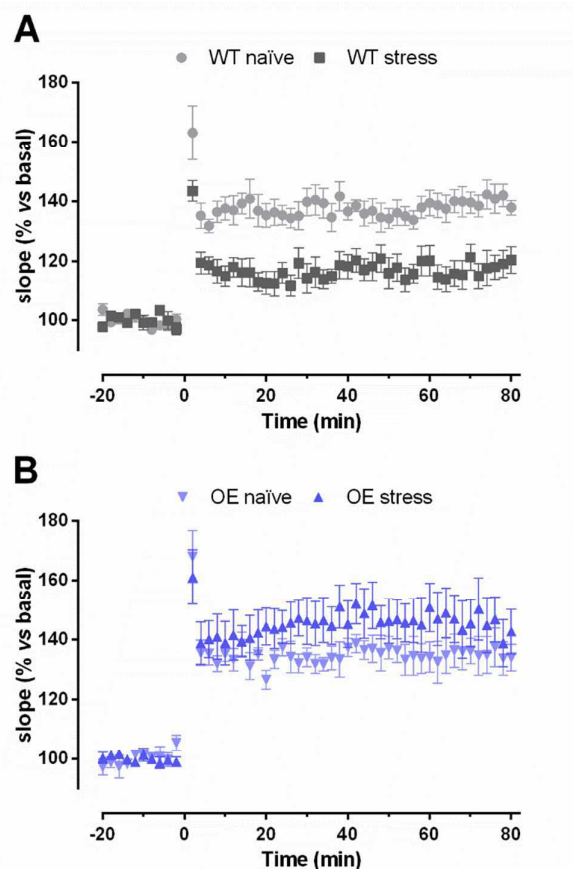 A
WT naïve WT stress
180
160
140
120
100
slope (% vs basal)
-20 0 20 40 60 80
Time (min)
B
OE naïve OE stress
180
160
140
120
100
slope (% vs basal)
-20 0 20 40 60 80
Time (min)